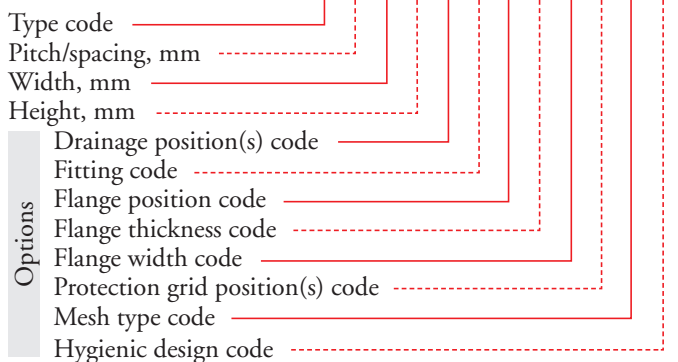 Type code
Pitch/spacing, mm
Width, mm
Height, mm
Options
Drainage position(s) code
Fitting code
Flange position code
Flange thickness code
Flange width code
Protection grid position(s) code
Mesh type code
Hygienic design code